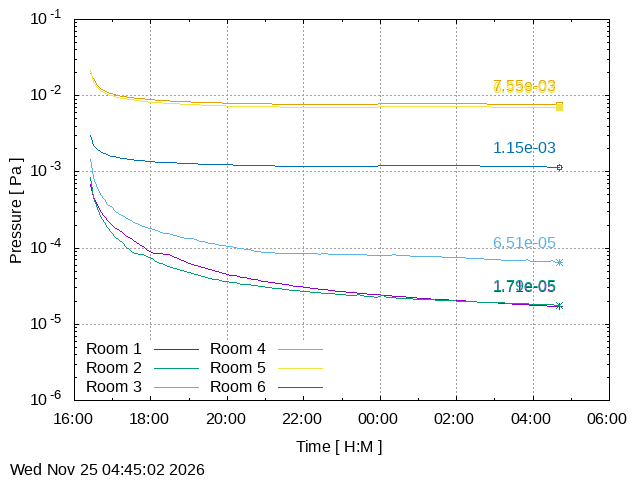 10^-1
10^-2
10^-3
10^-4
10^-5
10^-6
Pressure [ Pa ]
7.55e-03
1.15e-03
6.51e-05
1.79e-05
Room 1 Room 4
Room 2 Room 5
Room 3 Room 6
16:00 18:00 20:00 22:00 00:00 02:00 04:00 06:00
Time [ H:M ]
Wed Nov 25 04:45:02 2026